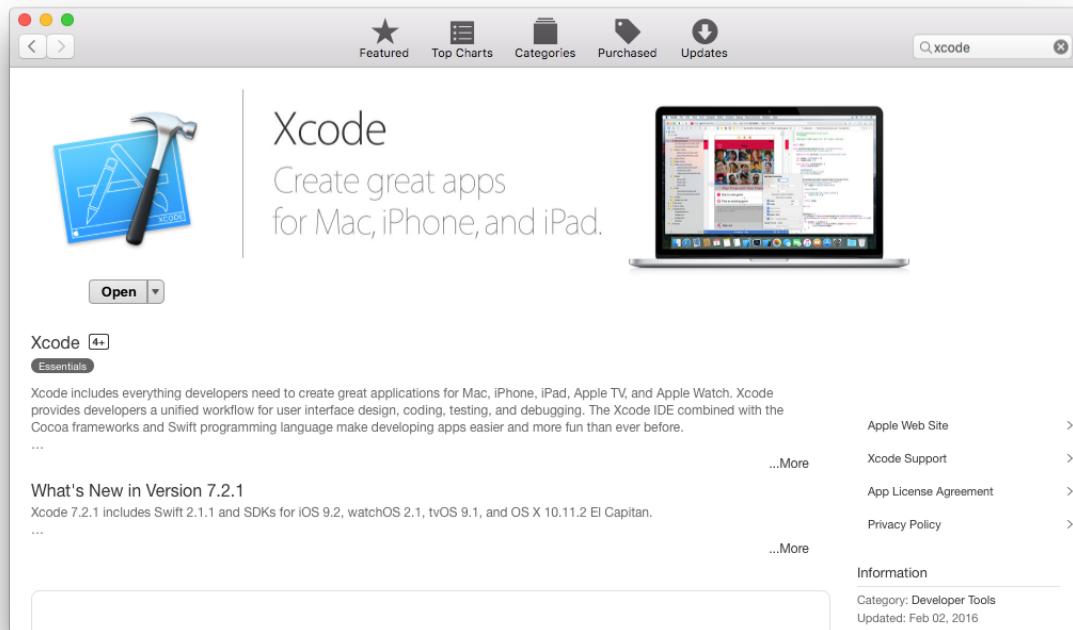 Featured
Top Charts
Categories
Purchased
Updates
xcode
XCODE
Xcode
Create great apps
for Mac, iPhone, and iPad.
Open
Xcode 4+
Essentials
Xcode includes everything developers need to create great applications for Mac, iPhone, iPad, Apple TV, and Apple Watch. Xcode
provides developers a unified workflow for user interface design, coding, testing, and debugging. The Xcode IDE combined with the
Cocoa frameworks and Swift programming language make developing apps easier and more fun than ever before.
...
...More
What's New in Version 7.2.1
Xcode 7.2.1 includes Swift 2.1.1 and SDKs for iOS 9.2, watchOS 2.1, tvOS 9.1, and OS X 10.11.2 El Capitan.
...
...More
Apple Web Site
Xcode Support
App License Agreement
Privacy Policy
Information
Category: Developer Tools
Updated: Feb 02, 2016